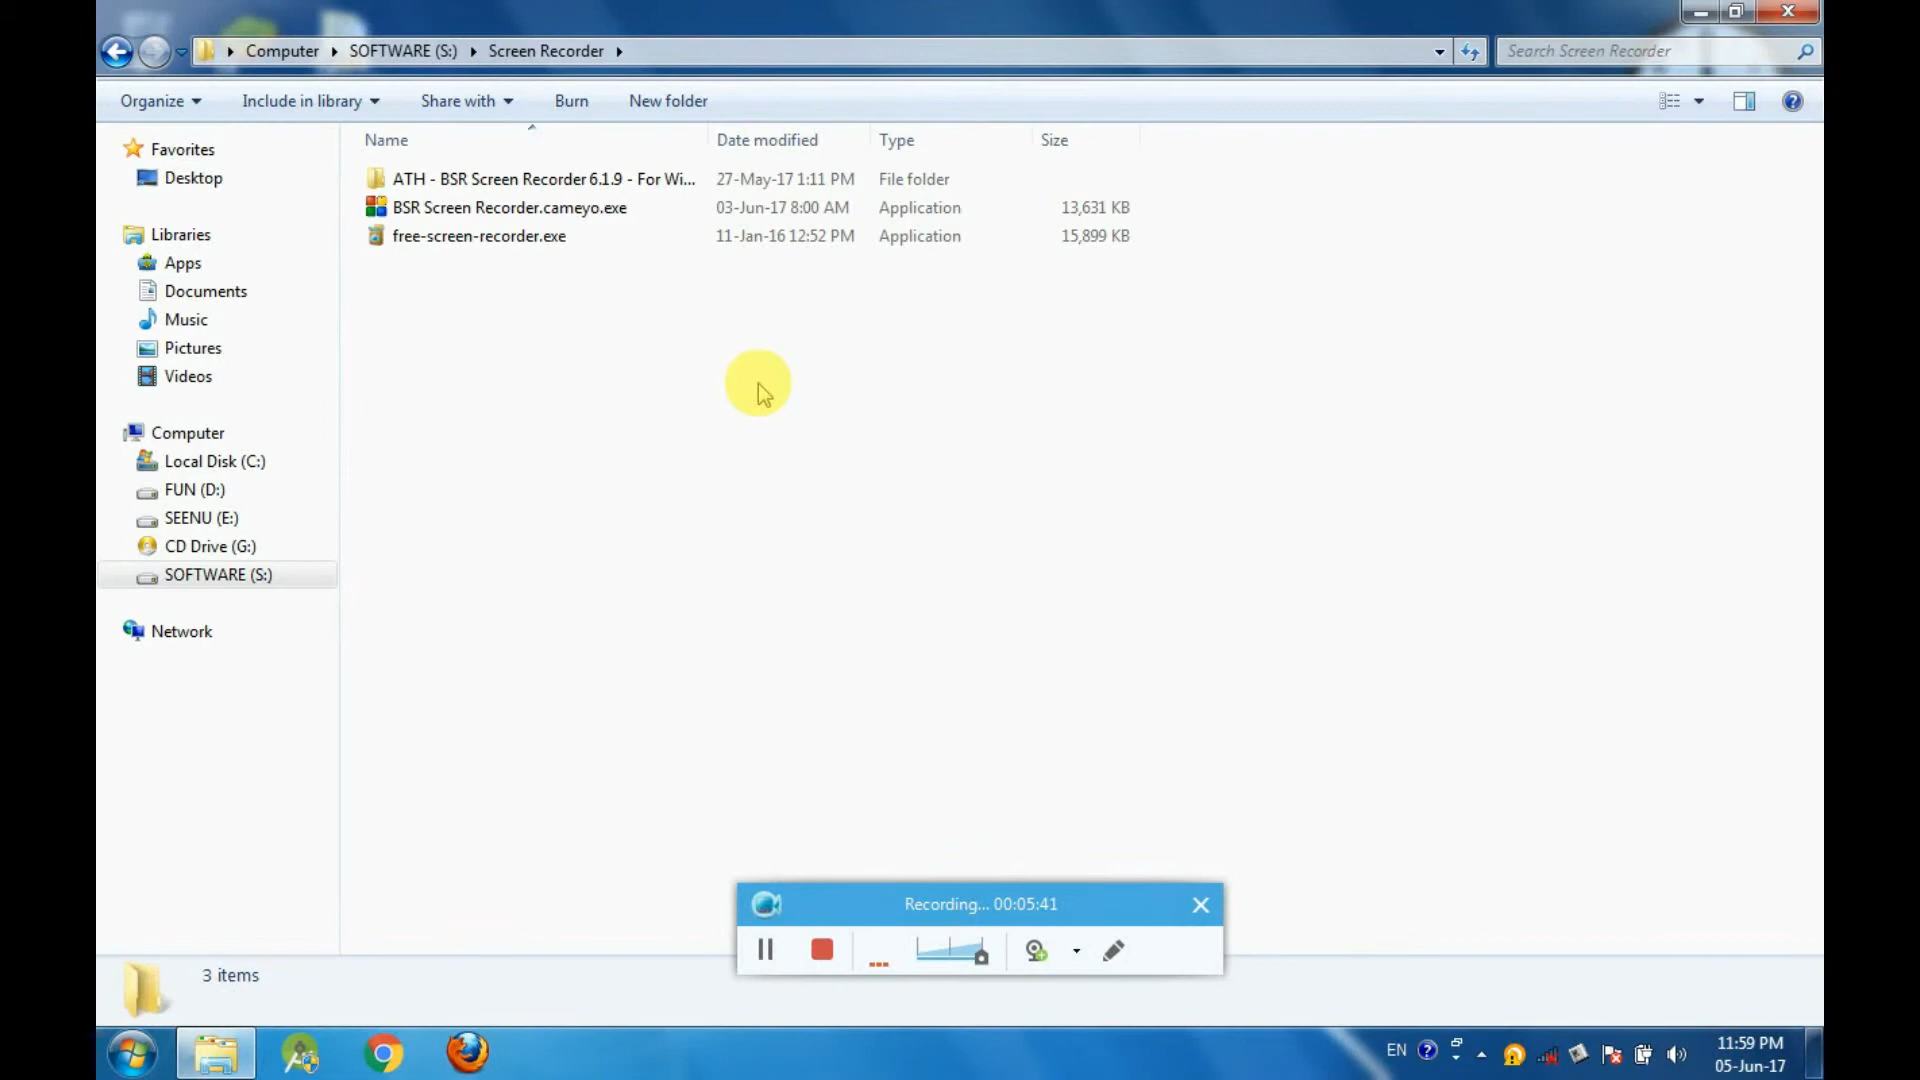 Computer SOFTWARE (S:) Screen Recorder
Search Screen Recorder
Organize Include in library Share with Burn New folder
Name Date modified Type Size
Favorites
Desktop
Libraries
Apps
Documents
Music
Pictures
Videos
Computer
Local Disk (C:)
FUN (D:)
SEENU (E:)
CD Drive (G:)
SOFTWARE (S:)
Network
ATH - BSR Screen Recorder 6.1.9 - For Wi... 27-May-17 1:11 PM File folder
BSR Screen Recorder.cameyo.exe 03-Jun-17 8:00 AM Application 13,631 KB
free-screen-recorder.exe 11-Jan-16 12:52 PM Application 15,899 KB
Recording... 00:05:41
3 items
EN
11:59 PM
05-Jun-17